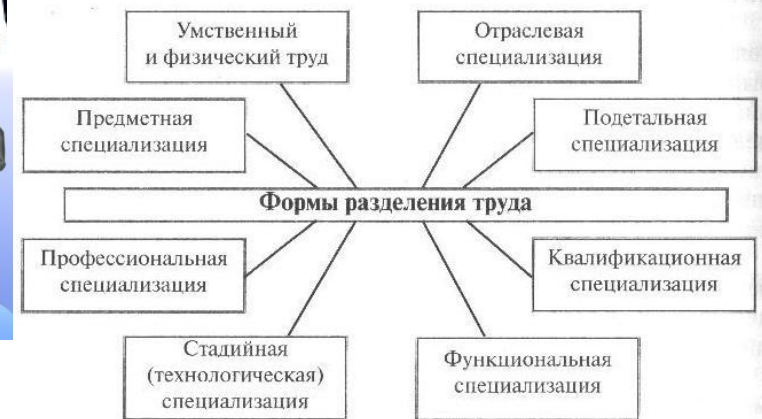 Умственный
и физический труд
Отраслевая
специализация
Предметная
специализация
Подетальная
специализация
Формы разделения труда
Профессиональная
специализация
Квалификационная
специализация
Стадийная
(технологическая)
специализация
Функциональная
специализация